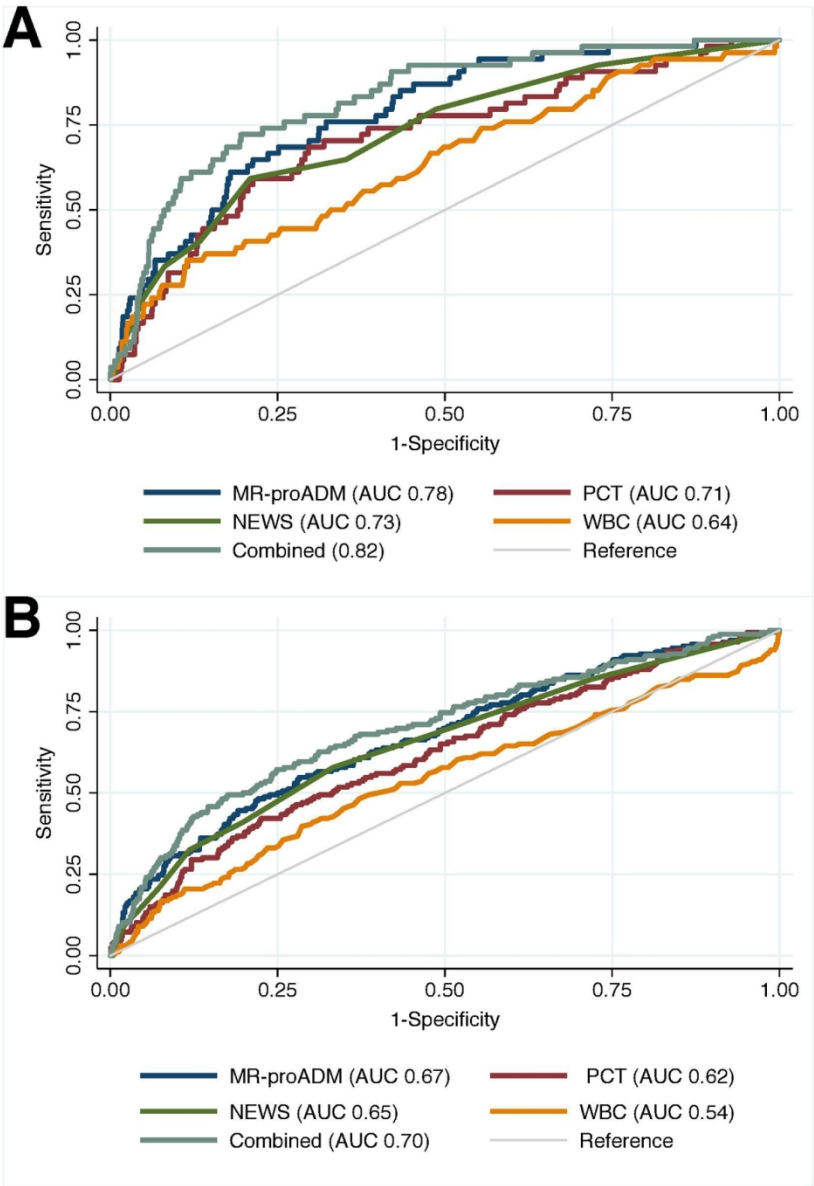 A
1.00
0.75
0.50
0.25
0.00
Sensitivity
0.00 0.25 0.50 0.75 1.00
1-Specificity
MR-proADM (AUC 0.78) PCT (AUC 0.71)
NEWS (AUC 0.73) WBC (AUC 0.64)
Combined (0.82) Reference
B
1.00
0.75
0.50
0.25
0.00
Sensitivity
0.00 0.25 0.50 0.75 1.00
1-Specificity
MR-proADM (AUC 0.67) PCT (AUC 0.62)
NEWS (AUC 0.65) WBC (AUC 0.54)
Combined (AUC 0.70) Reference